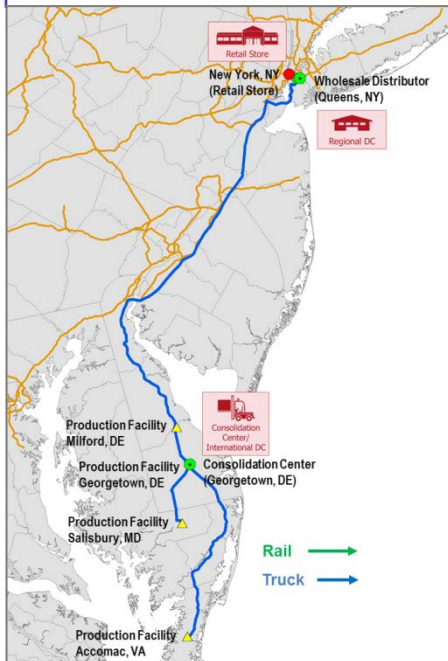 Retail Store
New York, NY
(Retail Store)
Wholesale Distributor
(Queens, NY)
Regional DC
Consolidation
Center/
International DC
Production Facility
Milford, DE
Production Facility
Georgetown, DE
Consolidation Center
(Georgetown, DE)
Production Facility
Salisbury, MD
Rail
Truck
Production Facility
Accomac, VA